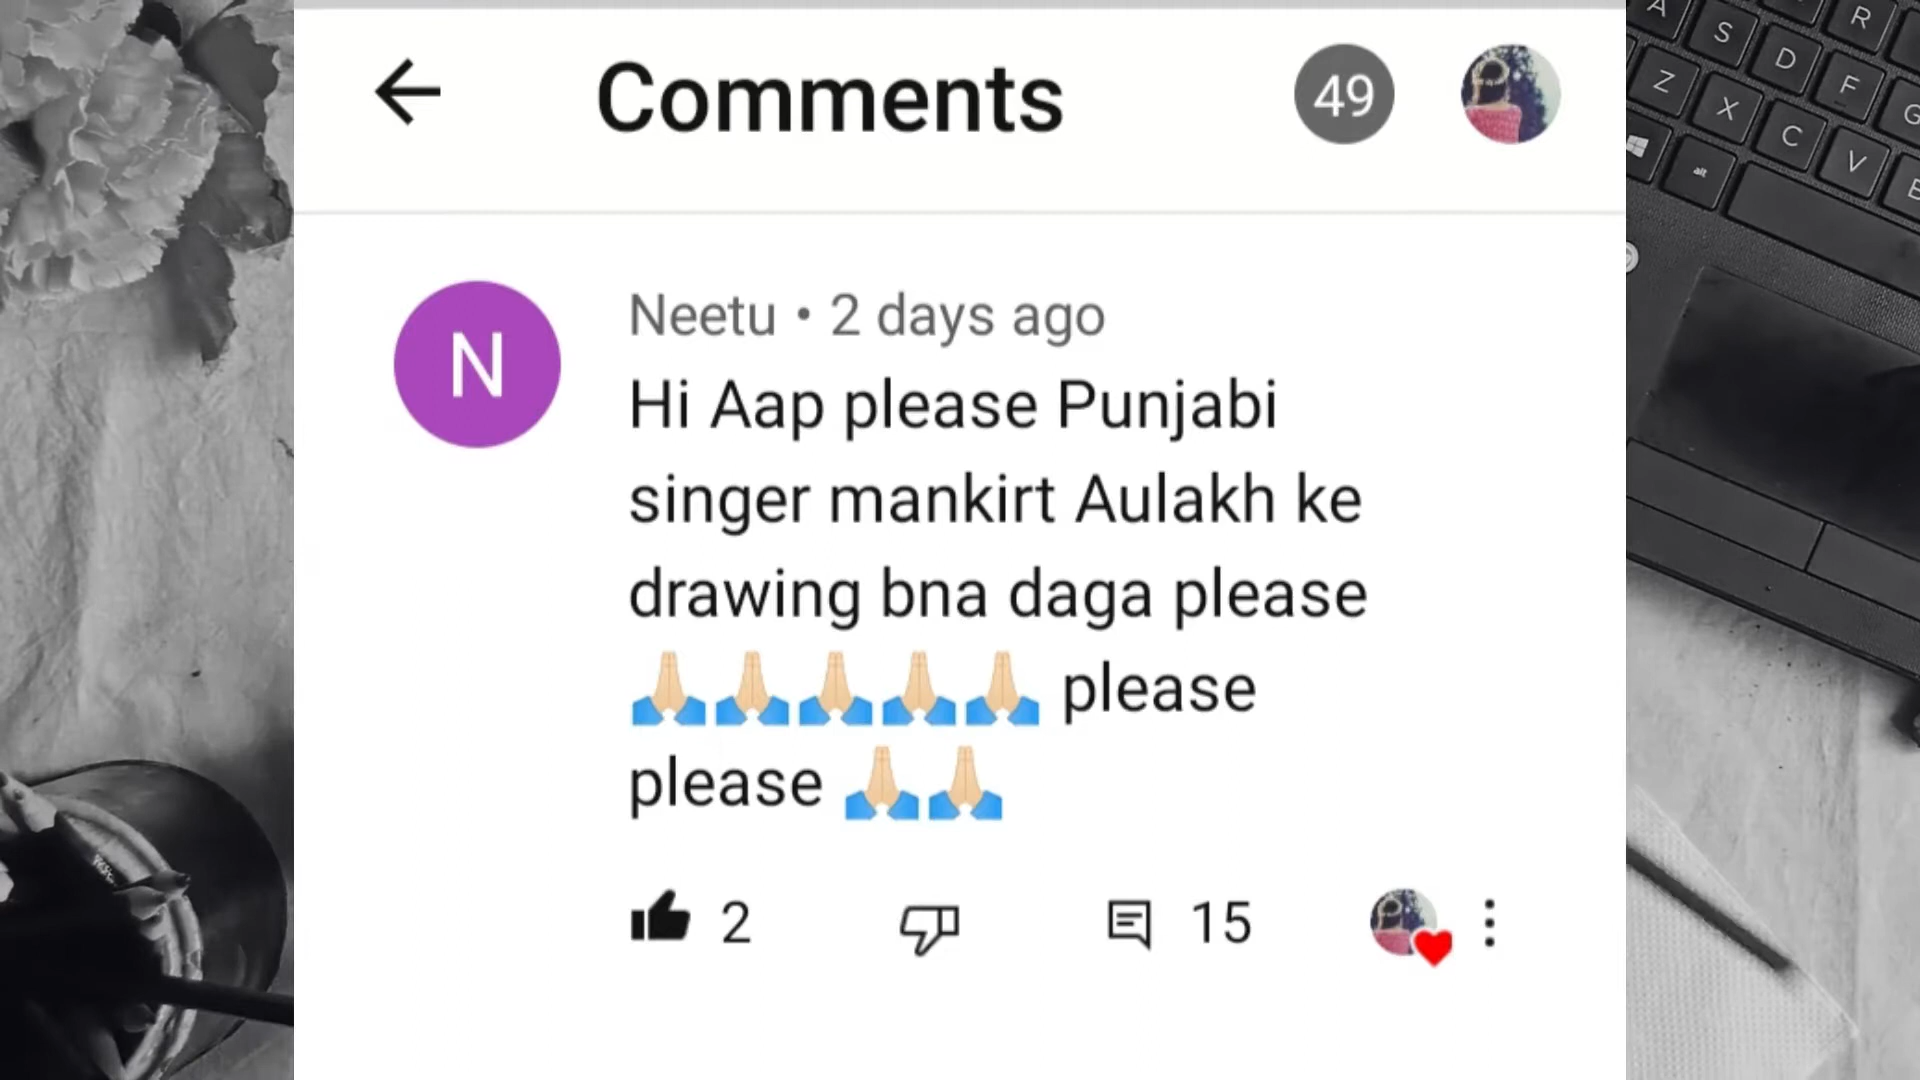 Comments 49
N
Neetu • 2 days ago
Hi Aap please Punjabi
singer mankirt Aulakh ke
drawing bna daga please
🙏🏻🙏🏻🙏🏻🙏🏻🙏🏻 please
please 🙏🏻🙏🏻
2 15
A S D F R
Z X C V
alt